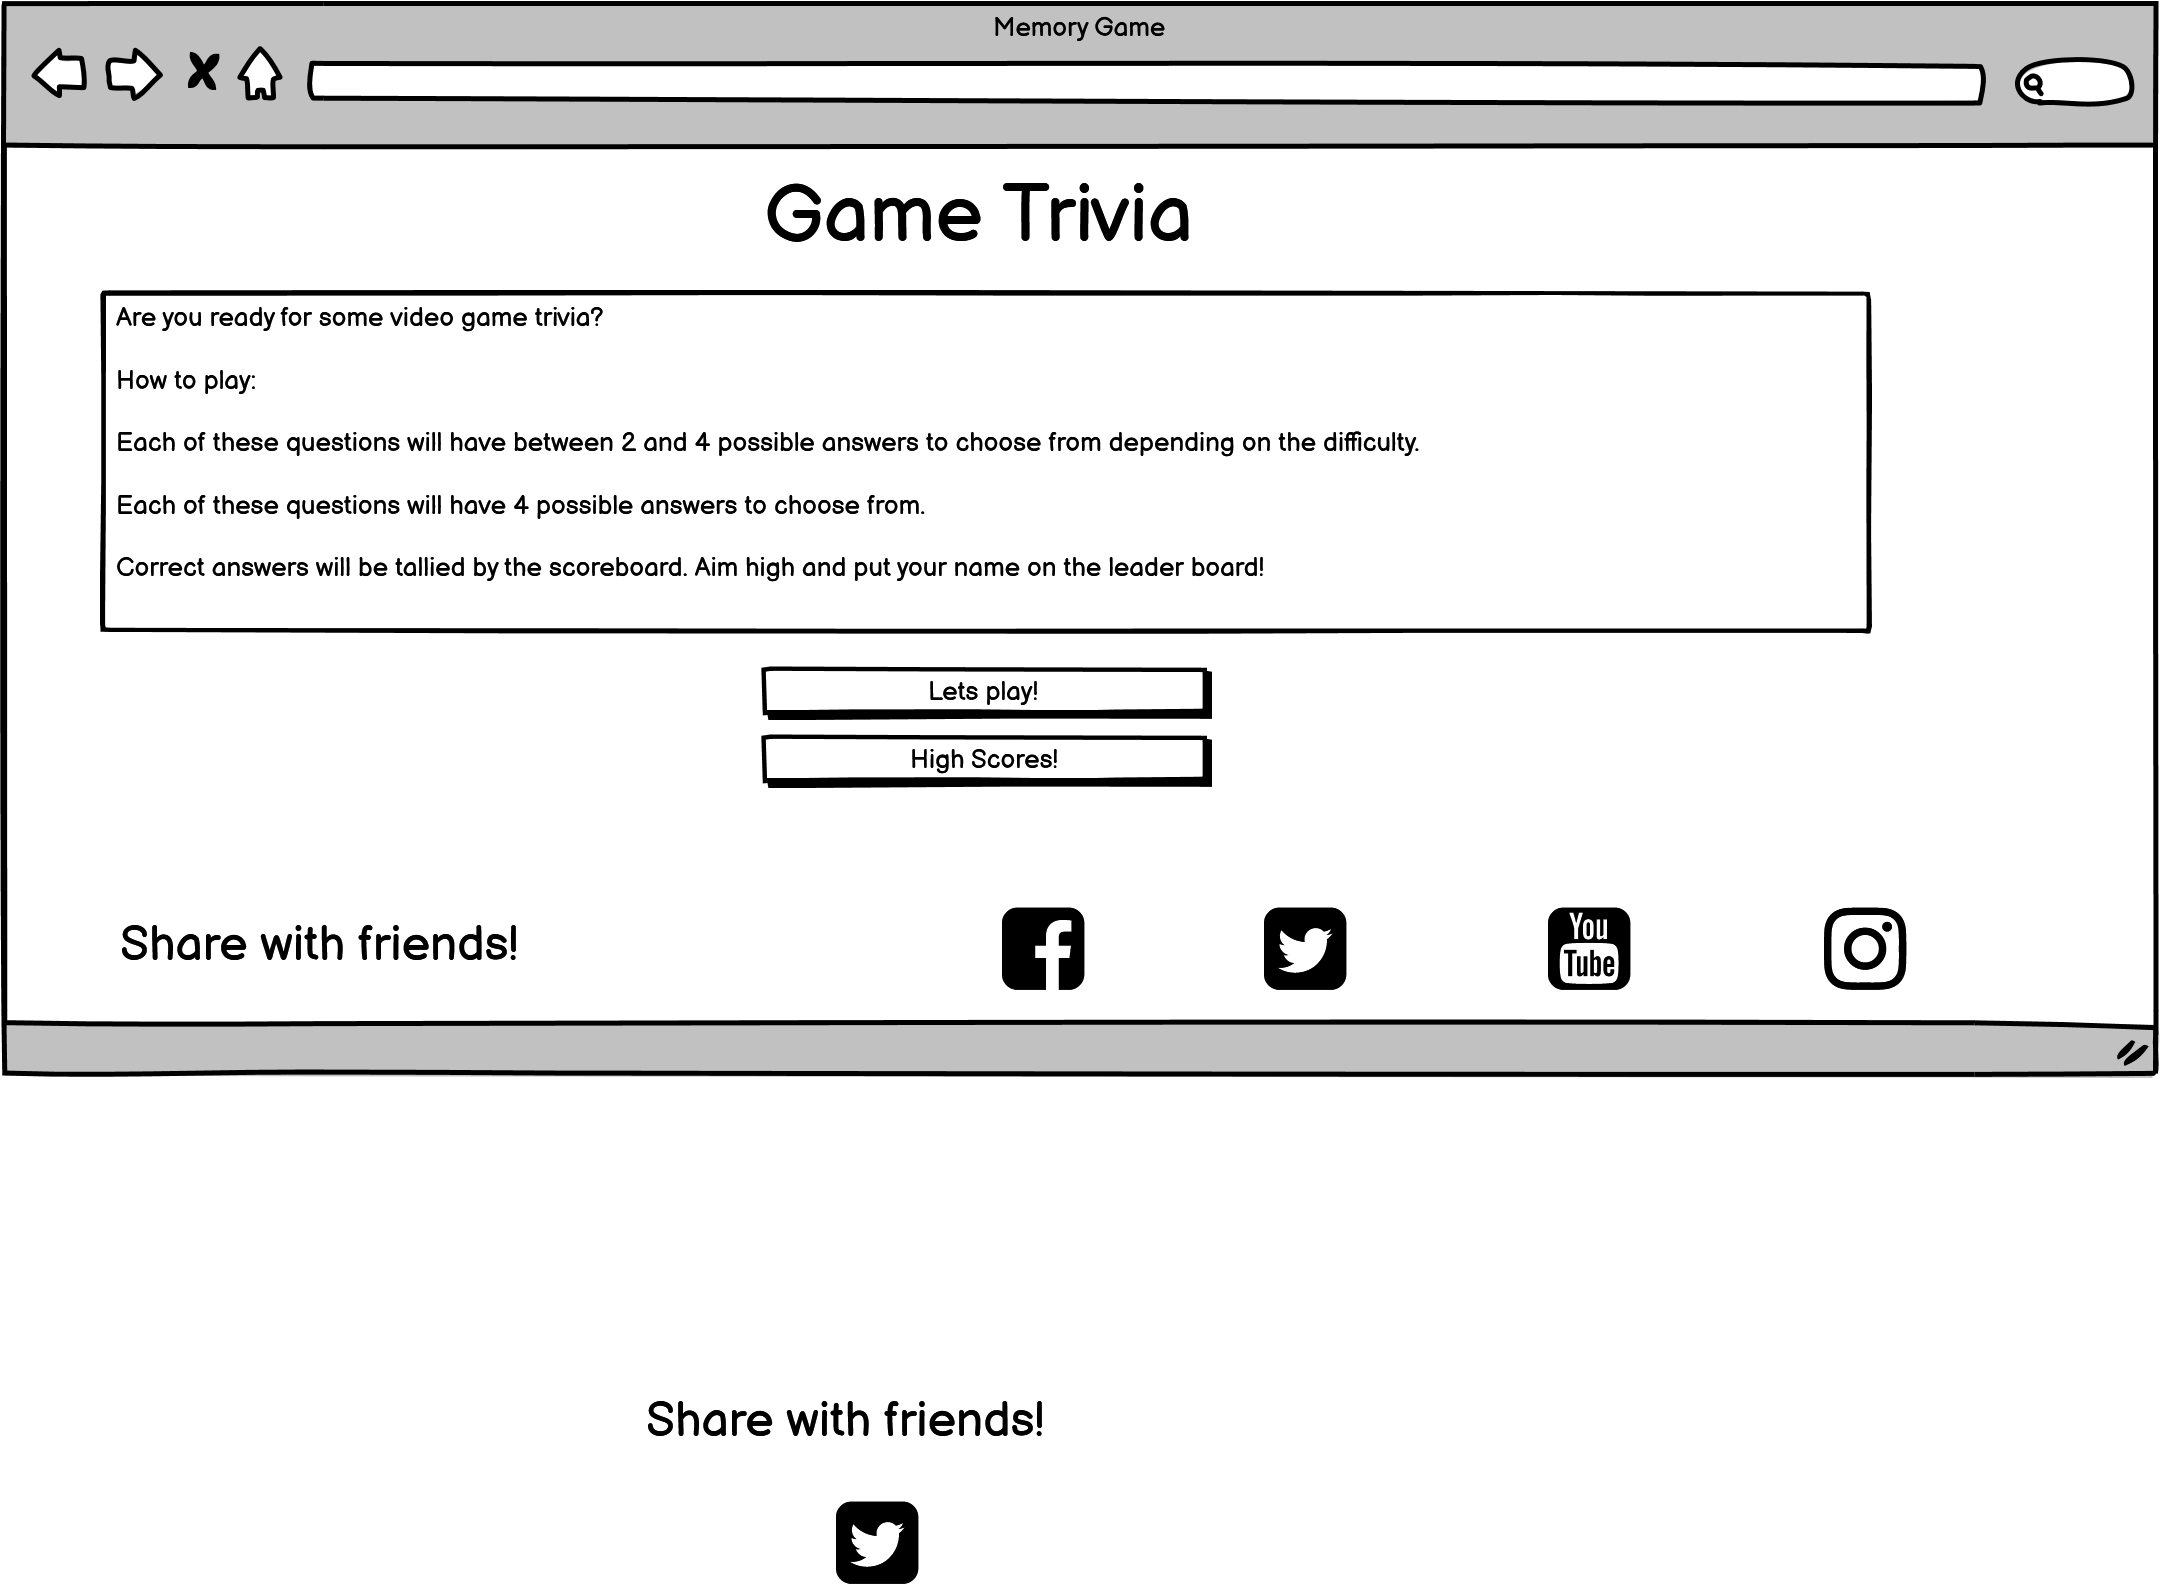 Memory Game
Game Trivia
Are you ready for some video game trivia?
How to play:
Each of these questions will have between 2 and 4 possible answers to choose from depending on the difficulty.
Each of these questions will have 4 possible answers to choose from.
Correct answers will be tallied by the scoreboard. Aim high and put your name on the leader board!
Lets play!
High Scores!
Share with friends!
f
You
Tube
Share with friends!